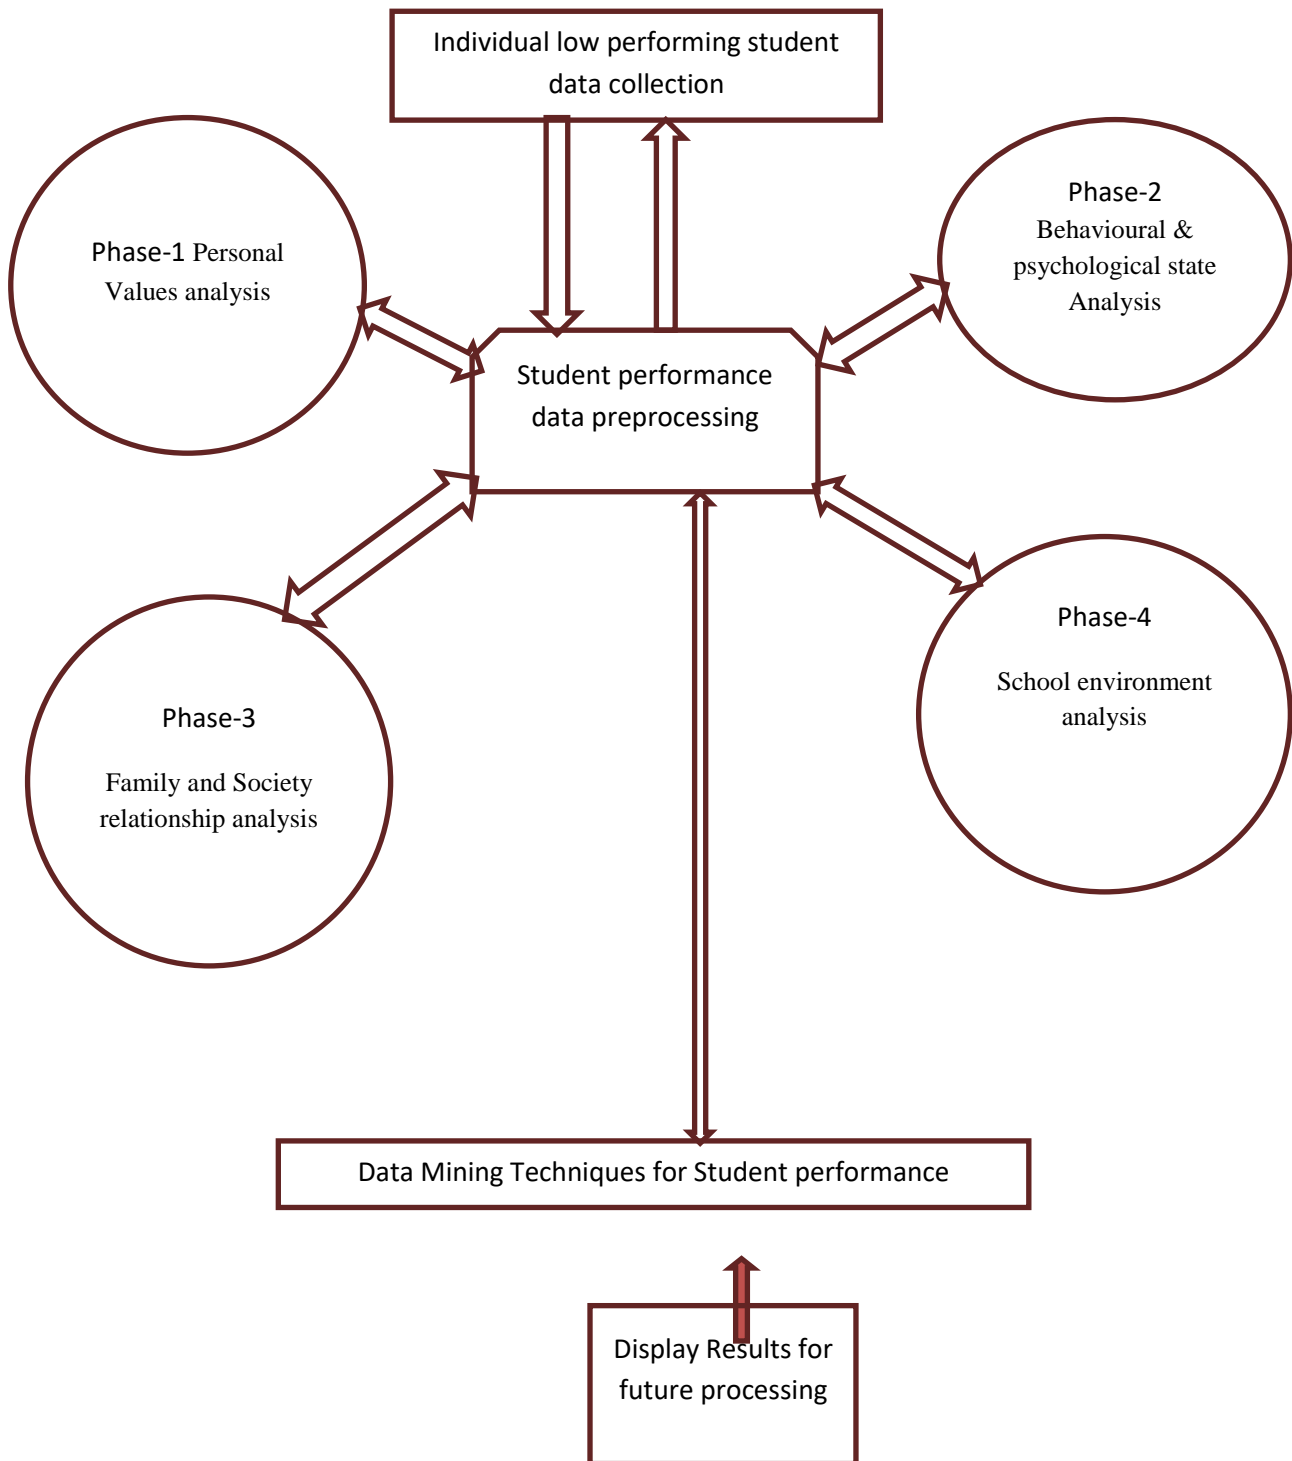 Individual low performing student
data collection
Phase-1 Personal
Values analysis
Phase-2
Behavioural &
psychological state
Analysis
Student performance
data preprocessing
Phase-3
Family and Society
relationship analysis
Phase-4
School environment
analysis
Data Mining Techniques for Student performance
Display Results for
future processing